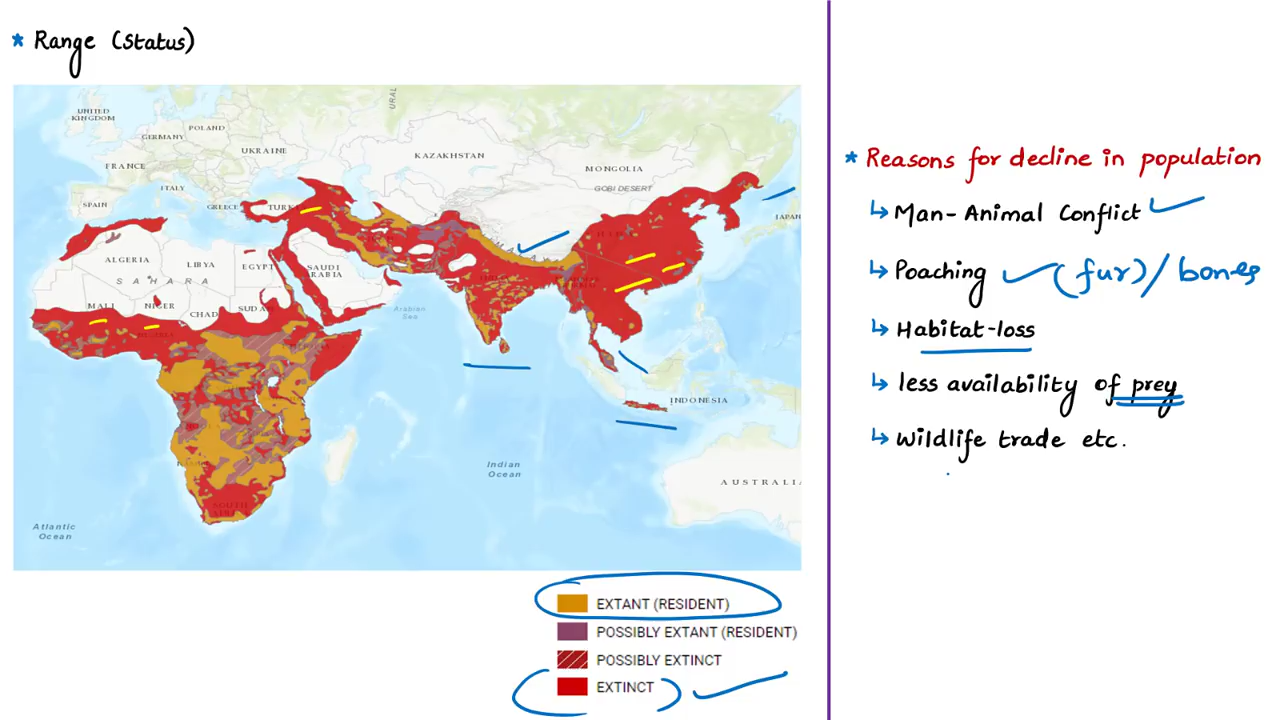 * Range (Status)
URAL
UNITED
KINGDOM
POLAND
GERMANY
UKRAINE
FRANCE
KAZAKHSTAN
MONGOLIA
GOBI DESERT
ITALY
SPAIN
GREECE
JAPAN
ALGERIA
LIBYA
EGYPT
SAUDI
ARABIA
SAHARA
MALI
NIGER
CHAD
SUDAN
Arabian
Sea
INDONESIA
Indian
Ocean
AUSTRALIA
Atlantic
Ocean
EXTANT (RESIDENT)
POSSIBLY EXTANT (RESIDENT)
POSSIBLY EXTINCT
EXTINCT
* Reasons for decline in population
↳ Man-Animal Conflict
↳ Poaching (fur)/bones
↳ Habitat-loss
↳ less availability of prey
↳ wildlife trade etc.